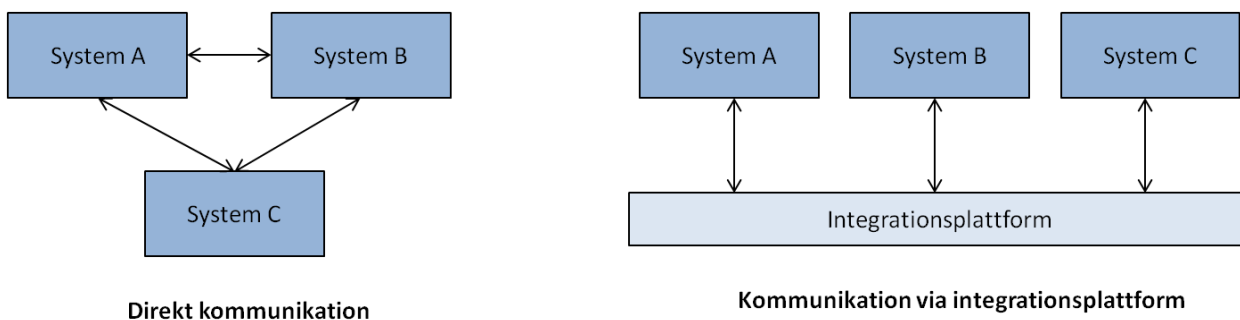 System A
System B
System C
Direkt kommunikation
System A
System B
System C
Integrationsplattform
Kommunikation via integrationsplattform